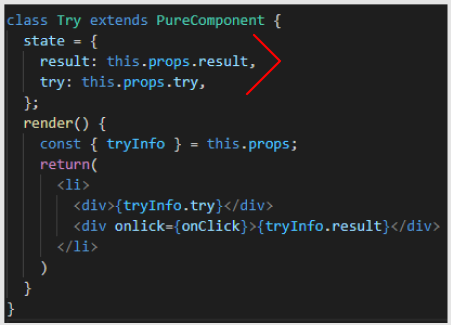 class Try extends PureComponent {
state = {
result: this.props.result,
try: this.props.try,
};
render() {
const { tryInfo } = this.props;
return(
<li>
<div>{tryInfo.try}</div>
<div onlick={onClick}>{tryInfo.result}</div>
</li>
)
}
}